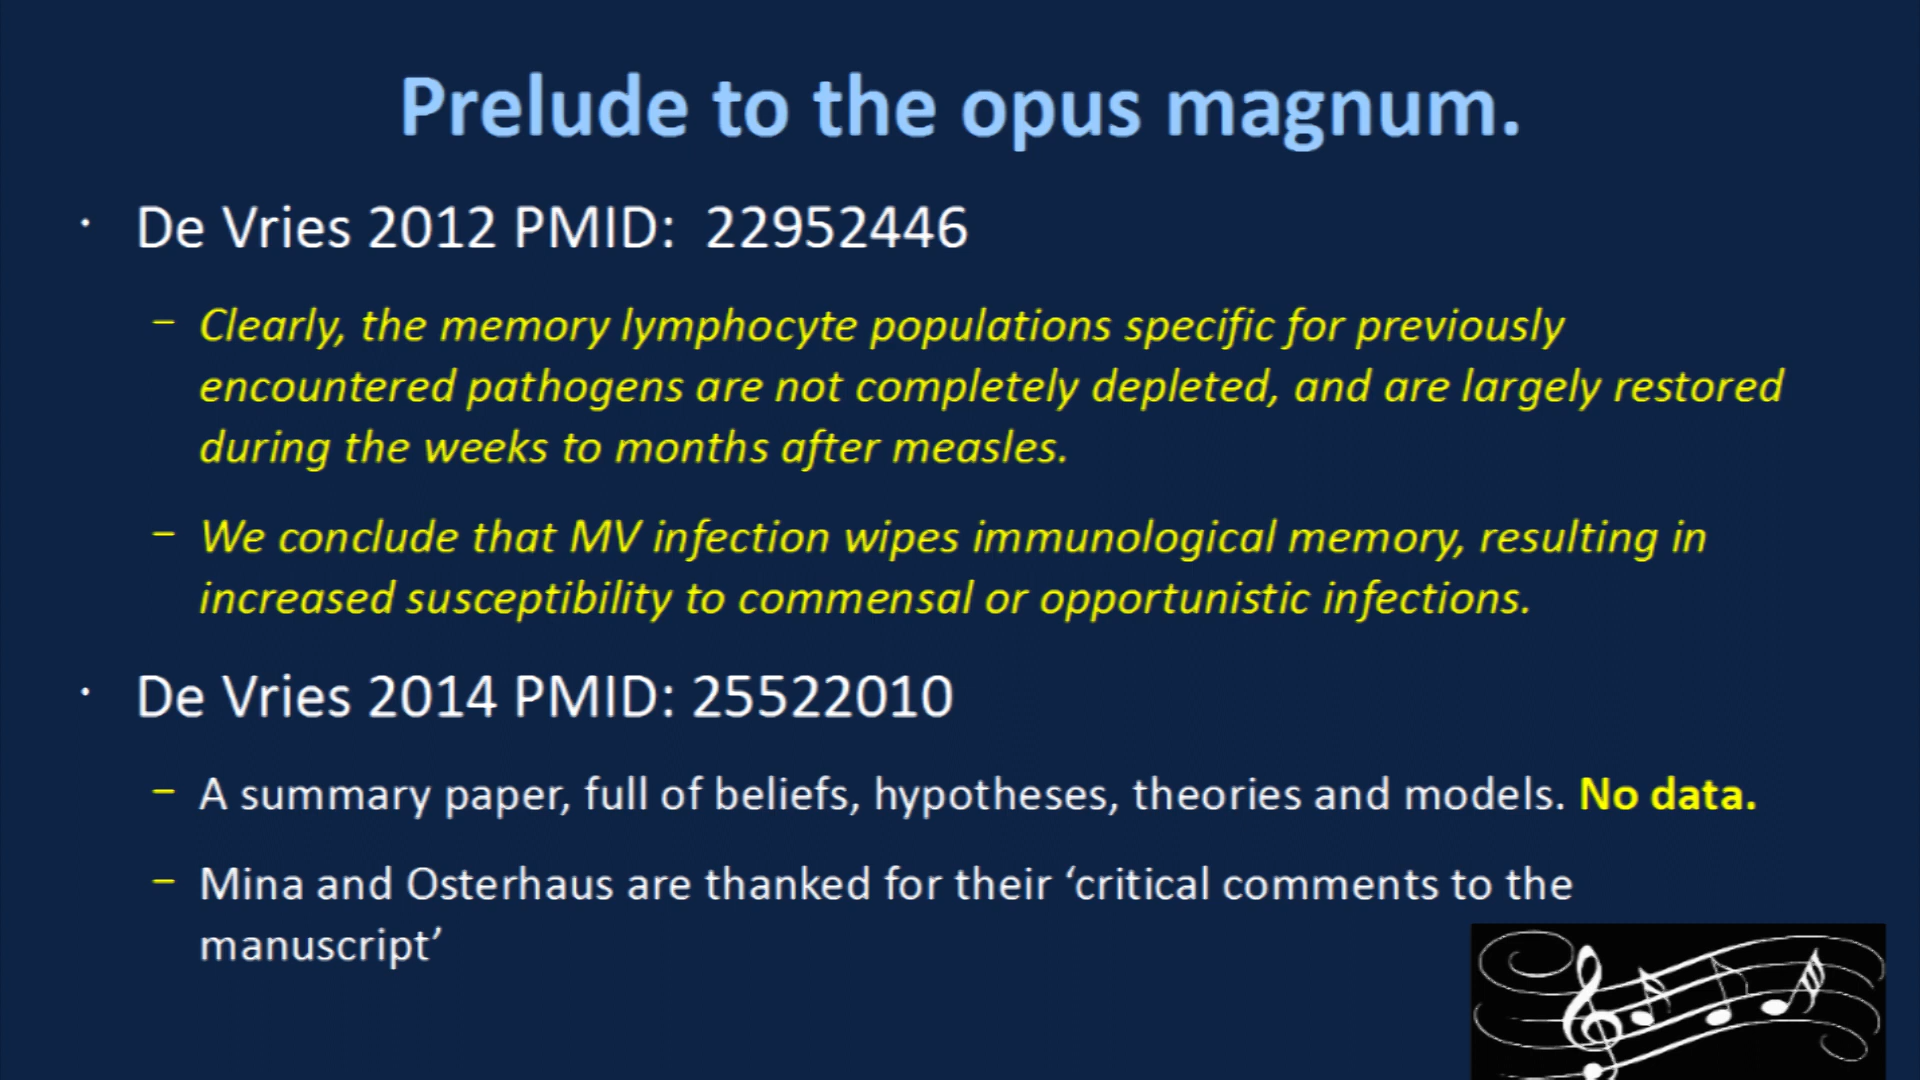 Prelude to the opus magnum.
· De Vries 2012 PMID: 22952446
– Clearly, the memory lymphocyte populations specific for previously
encountered pathogens are not completely depleted, and are largely restored
during the weeks to months after measles.
– We conclude that MV infection wipes immunological memory, resulting in
increased susceptibility to commensal or opportunistic infections.
· De Vries 2014 PMID: 25522010
– A summary paper, full of beliefs, hypotheses, theories and models. No data.
– Mina and Osterhaus are thanked for their ‘critical comments to the
manuscript’